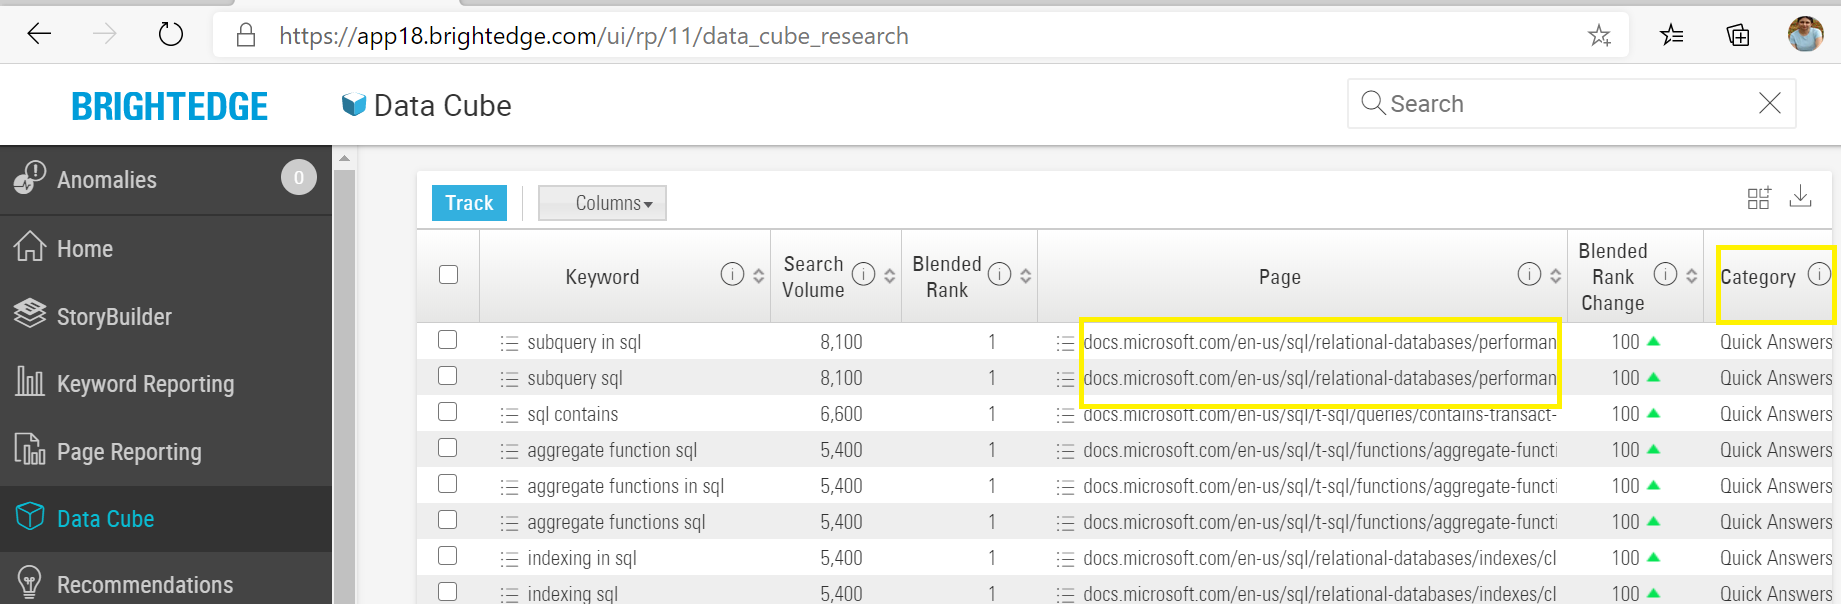 https://app18.brightedge.com/ui/rp/11/data_cube_research
BRIGHTEDGE
Data Cube
Search
Anomalies 0
Home
StoryBuilder
Keyword Reporting
Page Reporting
Data Cube
Recommendations
Track
Columns
Keyword
Search Volume
Blended Rank
Page
Blended Rank Change
Category
subquery in sql 8,100 1 docs.microsoft.com/en-us/sql/relational-databases/performan 100 Quick Answers
subquery sql 8,100 1 docs.microsoft.com/en-us/sql/relational-databases/performan 100 Quick Answers
sql contains 6,600 1 docs.microsoft.com/en-us/sql/t-sql/queries/contains-transact- 100 Quick Answers
aggregate function sql 5,400 1 docs.microsoft.com/en-us/sql/t-sql/functions/aggregate-functi 100 Quick Answers
aggregate functions in sql 5,400 1 docs.microsoft.com/en-us/sql/t-sql/functions/aggregate-functi 100 Quick Answers
aggregate functions sql 5,400 1 docs.microsoft.com/en-us/sql/t-sql/functions/aggregate-functi 100 Quick Answers
indexing in sql 5,400 1 docs.microsoft.com/en-us/sql/relational-databases/indexes/cl 100 Quick Answers
indexing sql 5,400 1 docs.microsoft.com/en-us/sql/relational-databases/indexes/cl 100 Quick Answers